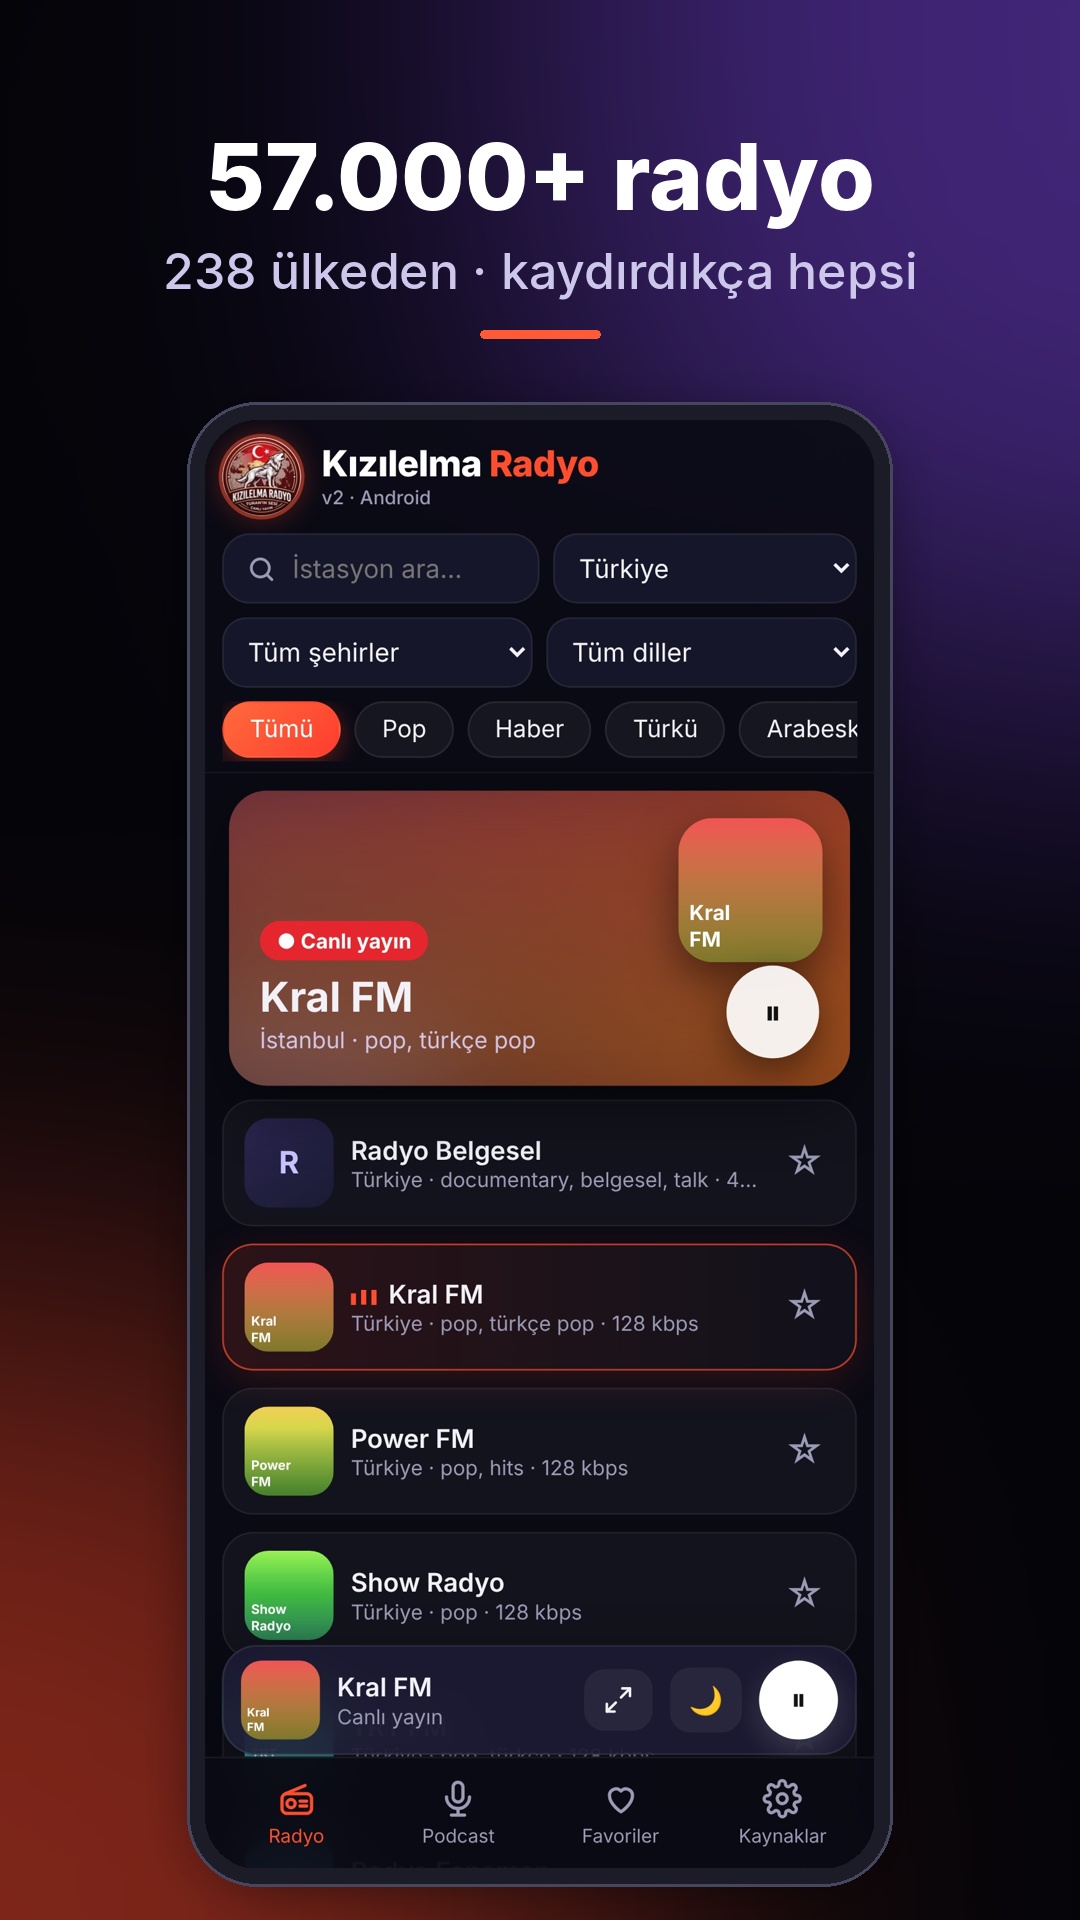 57.000+ radyo
238 ülkeden · kaydırdıkça hepsi
KIZILELMA RADYO
Kızılelma Radyo
v2 · Android
İstasyon ara...
Türkiye
Tüm şehirler
Tüm diller
Tümü
Pop
Haber
Türkü
Arabesk
Kral
FM
Canlı yayın
Kral FM
İstanbul · pop, türkçe pop
R
Radyo Belgesel
Türkiye · documentary, belgesel, talk · 4...
Kral
FM
Kral FM
Türkiye · pop, türkçe pop · 128 kbps
Power
FM
Power FM
Türkiye · pop, hits · 128 kbps
Show
Radyo
Show Radyo
Türkiye · pop · 128 kbps
Kral
FM
Kral FM
Canlı yayın
Radyo
Podcast
Favoriler
Kaynaklar